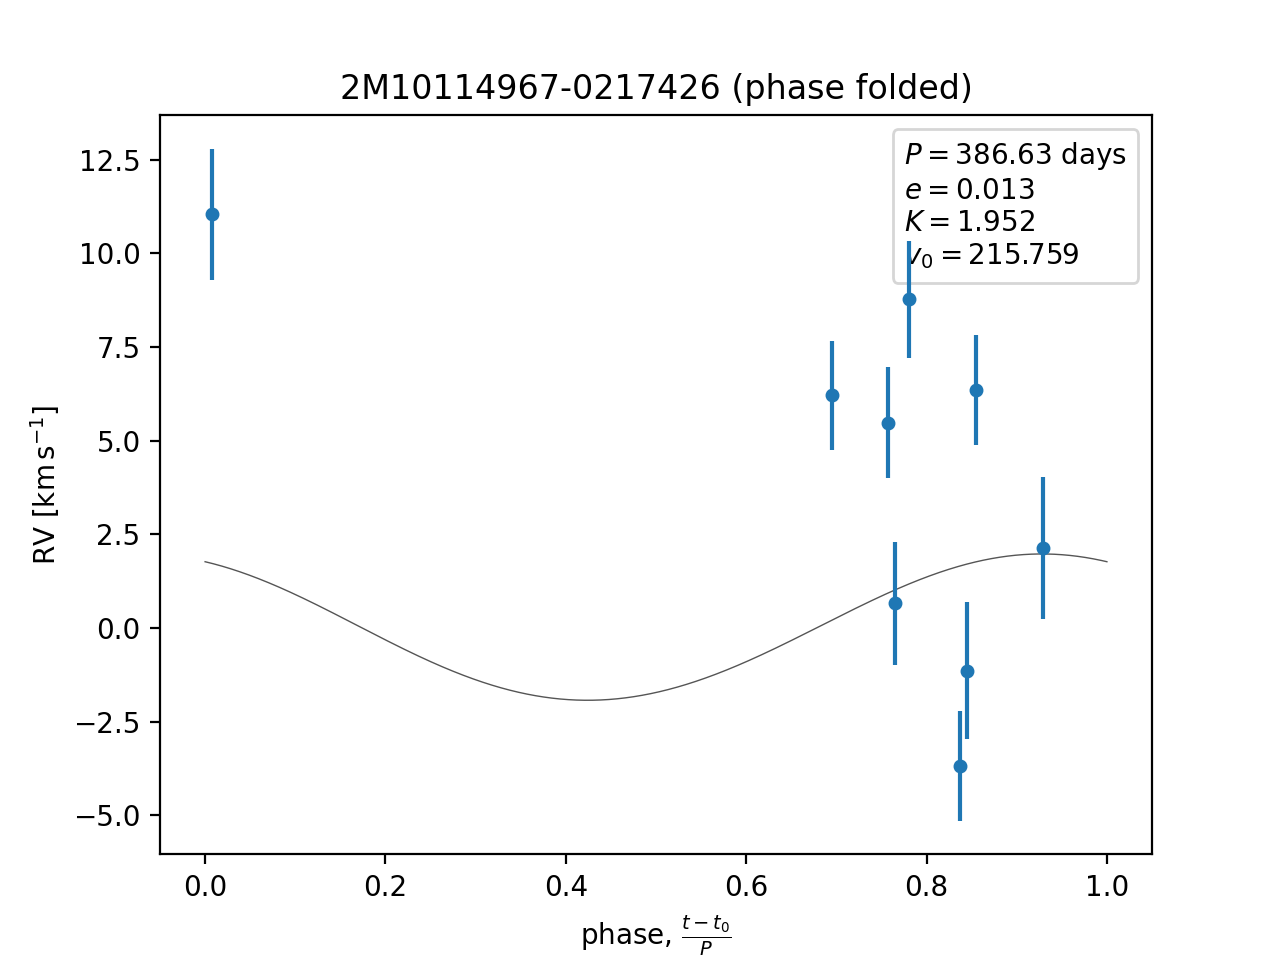 2M10114967-0217426 (phase folded)
P = 386.63 days
e = 0.013
K = 1.952
v₀ = 215.759
12.5
10.0
7.5
5.0
2.5
0.0
−2.5
−5.0
RV [km s⁻¹]
0.0 0.2 0.4 0.6 0.8 1.0
phase, (t − t₀)/P